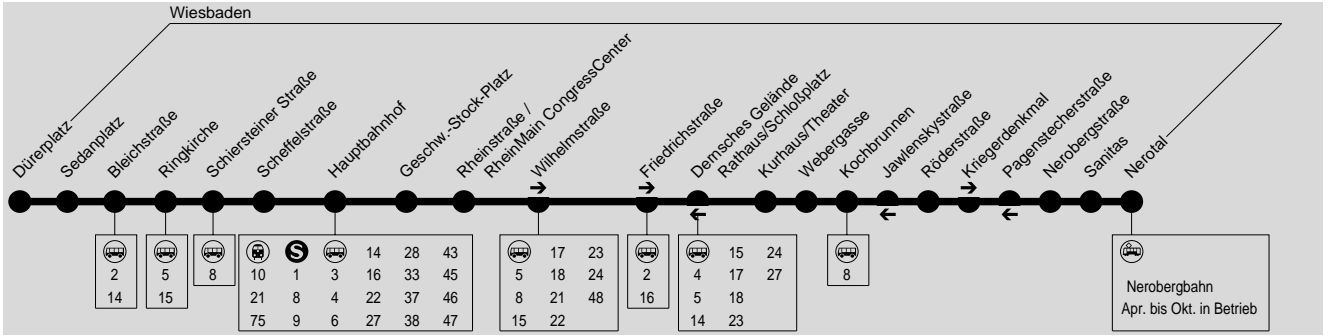 Wiesbaden
Dürerplatz
Sedanplatz
Bleichstraße
Ringkirche
Schiersteiner Straße
Scheffelstraße
Hauptbahnhof
Geschw.-Stock-Platz
Rheinstraße /
RheinMain CongressCenter
Wilhelmstraße
Friedrichstraße
Dernsches Gelände
Rathaus/Schloßplatz
Kurhaus/Theater
Webergasse
Kochbrunnen
Jawlenskystraße
Röderstraße
Kriegerdenkmal
Pagenstecherstraße
Nerobergstraße
Sanitas
Nerotal
2
14
5
15
8
S 14 28 43
10 1 3 16 33 45
21 8 4 22 37 46
75 9 6 27 38 47
17 23
5 18 24
8 21 48
15 22
2
16
15 24
4 17 27
5 18
14 23
8
Nerobergbahn
Apr. bis Okt. in Betrieb